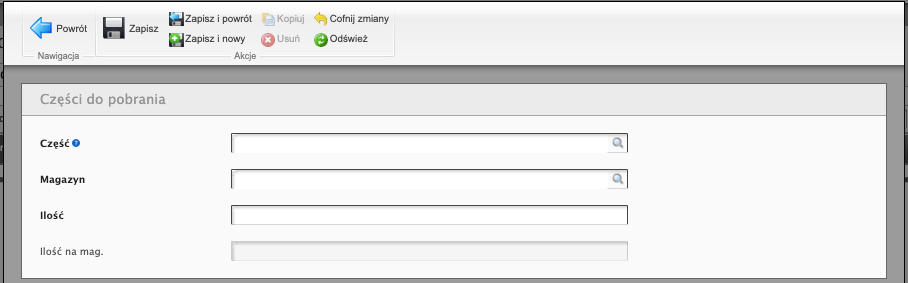 Powrót
Nawigacja
Zapisz
Zapisz i powrót
Kopiuj
Cofnij zmiany
Zapisz i nowy
Usuń
Odśwież
Akcje
Części do pobrania
Część
Magazyn
Ilość
Ilość na mag.